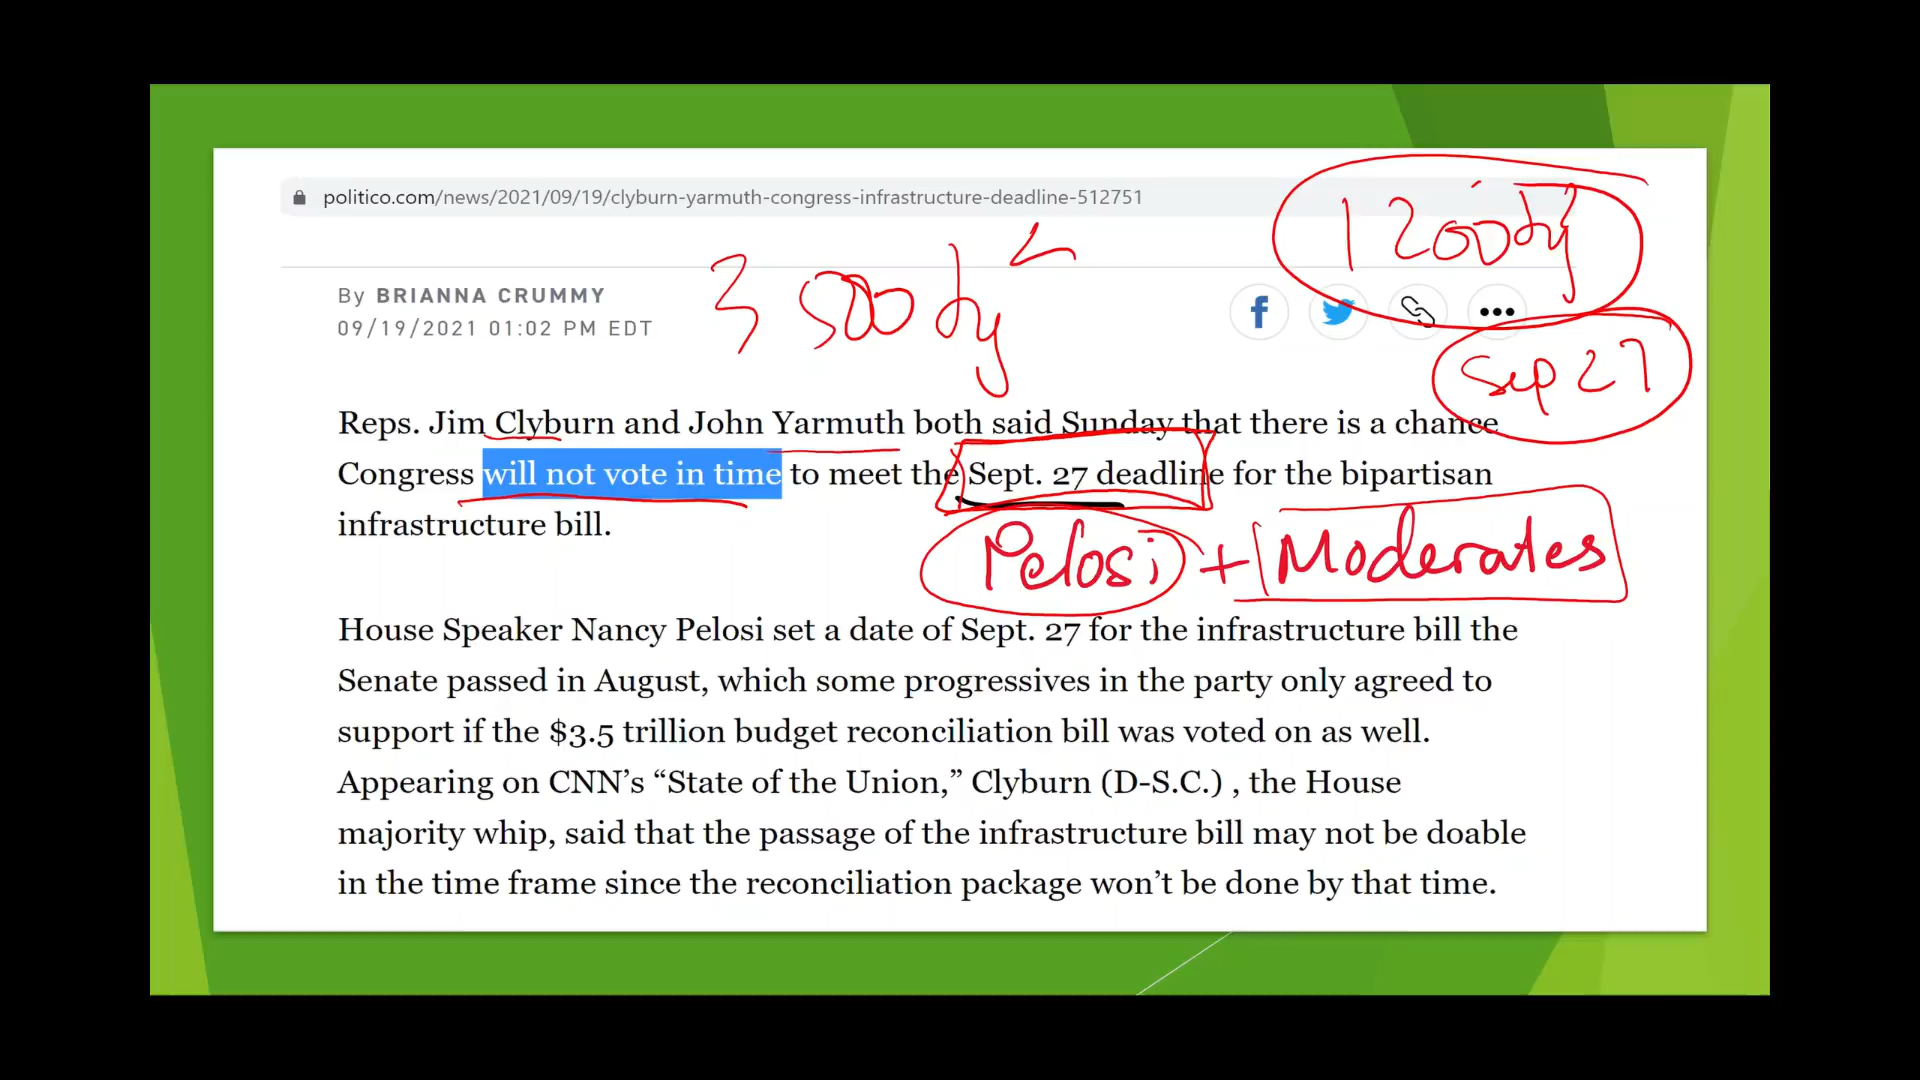 politico.com/news/2021/09/19/clyburn-yarmuth-congress-infrastructure-deadline-512751
1200 tỷ
3500 tỷ
By BRIANNA CRUMMY
09/19/2021 01:02 PM EDT
Sep 27
Reps. Jim Clyburn and John Yarmuth both said Sunday that there is a chance
Congress will not vote in time to meet the Sept. 27 deadline for the bipartisan
infrastructure bill.
Pelosi + Moderates
House Speaker Nancy Pelosi set a date of Sept. 27 for the infrastructure bill the
Senate passed in August, which some progressives in the party only agreed to
support if the $3.5 trillion budget reconciliation bill was voted on as well.
Appearing on CNN’s “State of the Union,” Clyburn (D-S.C.) , the House
majority whip, said that the passage of the infrastructure bill may not be doable
in the time frame since the reconciliation package won’t be done by that time.